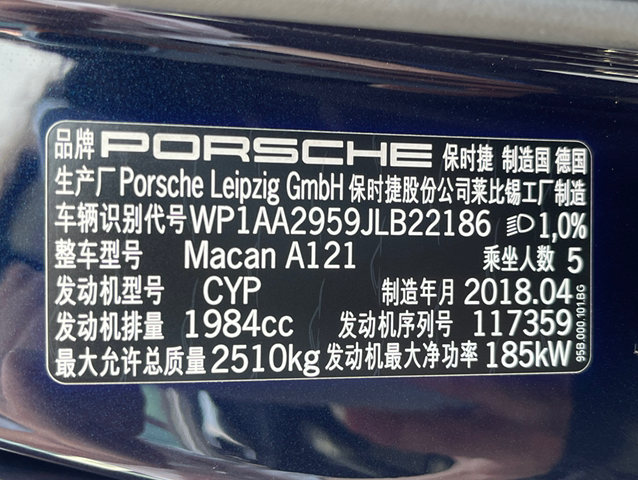 品牌 PORSCHE 保时捷 制造国 德国
生产厂 Porsche Leipzig GmbH 保时捷股份公司莱比锡工厂制造
车辆识别代号 WP1AA2959JLB22186 1,0%
整车型号 Macan A121 乘坐人数 5
发动机型号 CYP 制造年月 2018.04
发动机排量 1984cc 发动机序列号 117359
最大允许总质量 2510kg 发动机最大净功率 185kW
95B.000.101.BG